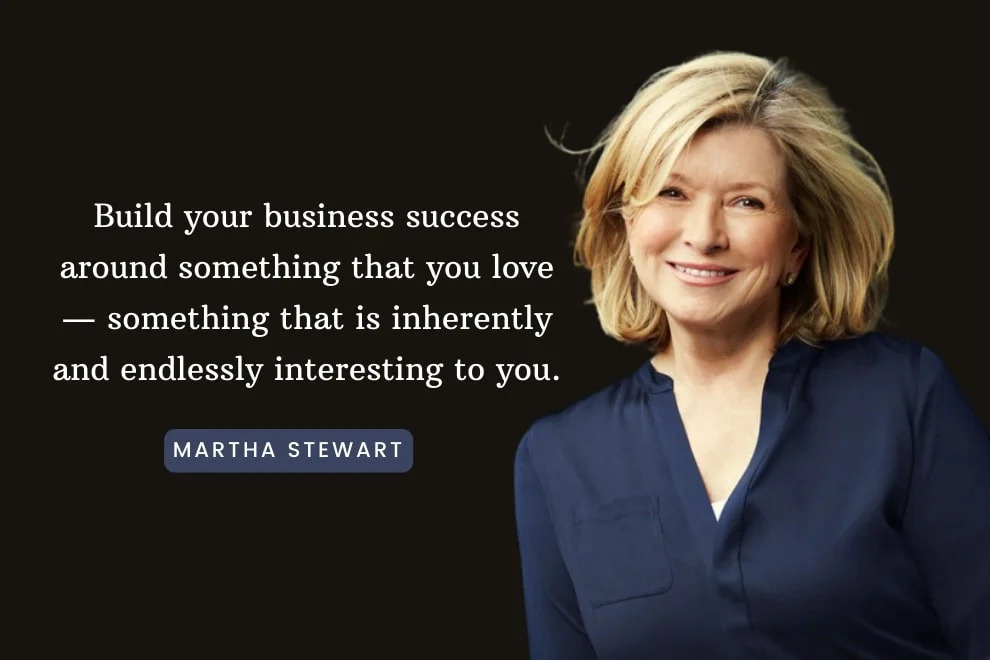 Build your business success
around something that you love
— something that is inherently
and endlessly interesting to you.
MARTHA STEWART